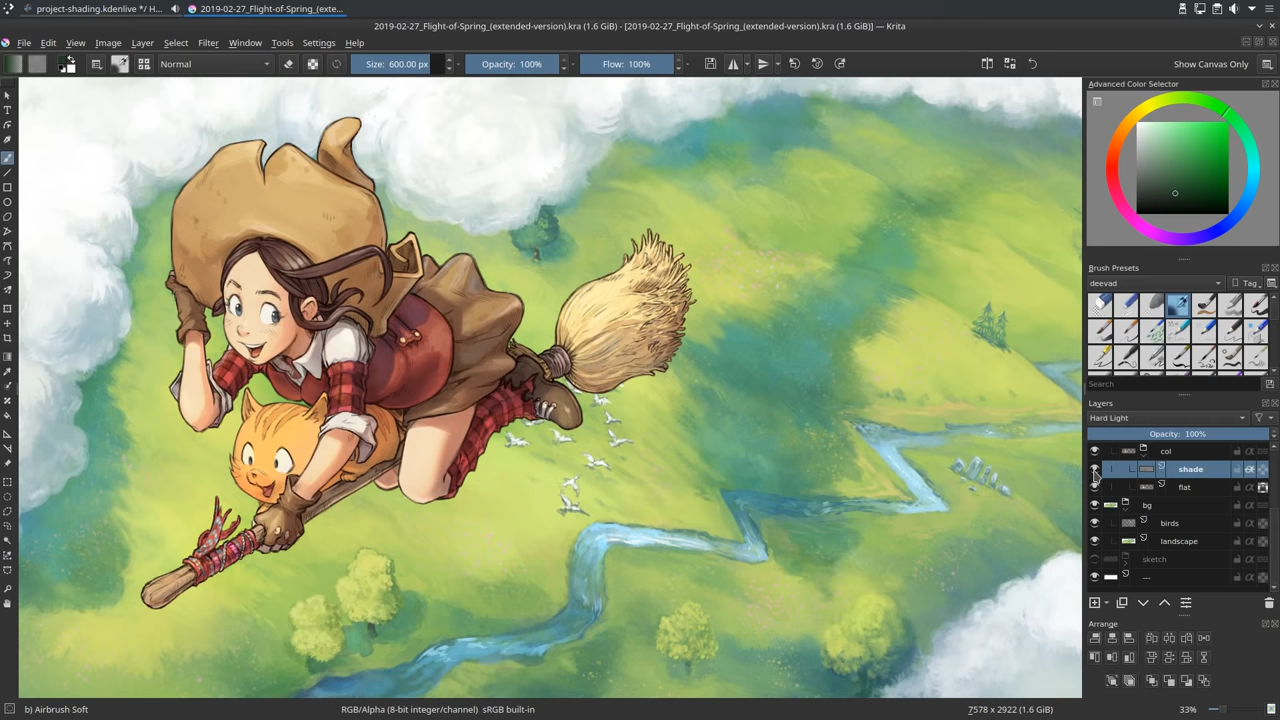 project-shading.kdenlive */ H... 2019-02-27_Flight-of-Spring_(exte...
2019-02-27_Flight-of-Spring_(extended-version).kra (1.6 GiB) - [2019-02-27_Flight-of-Spring_(extended-version).kra (1.6 GiB)] — Krita
File Edit View Image Layer Select Filter Window Tools Settings Help
Normal Size: 600.00 px Opacity: 100% Flow: 100% Show Canvas Only
Advanced Color Selector
Brush Presets
deevad Tag
Search
Layers
Hard Light
Opacity: 100%
col
shade
flat
bg
birds
landscape
sketch
---
Arrange
b) Airbrush Soft RGB/Alpha (8-bit integer/channel) sRGB built-in 7578 x 2922 (1.6 GiB) 33%